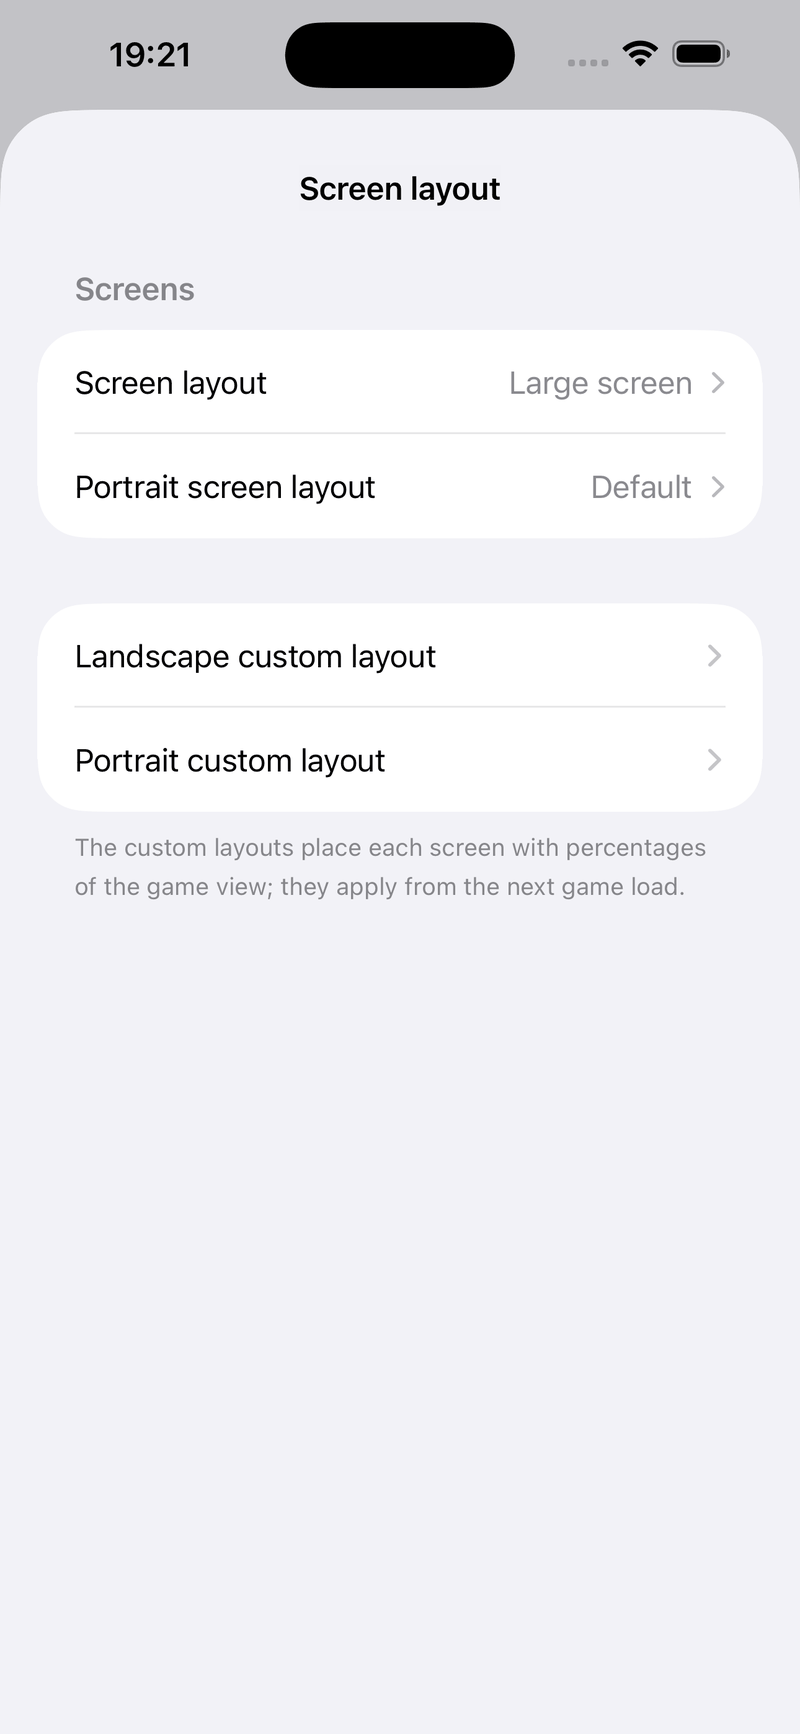 19:21
Screen layout
Screens
Screen layout
Large screen
Portrait screen layout
Default
Landscape custom layout
Portrait custom layout
The custom layouts place each screen with percentages
of the game view; they apply from the next game load.